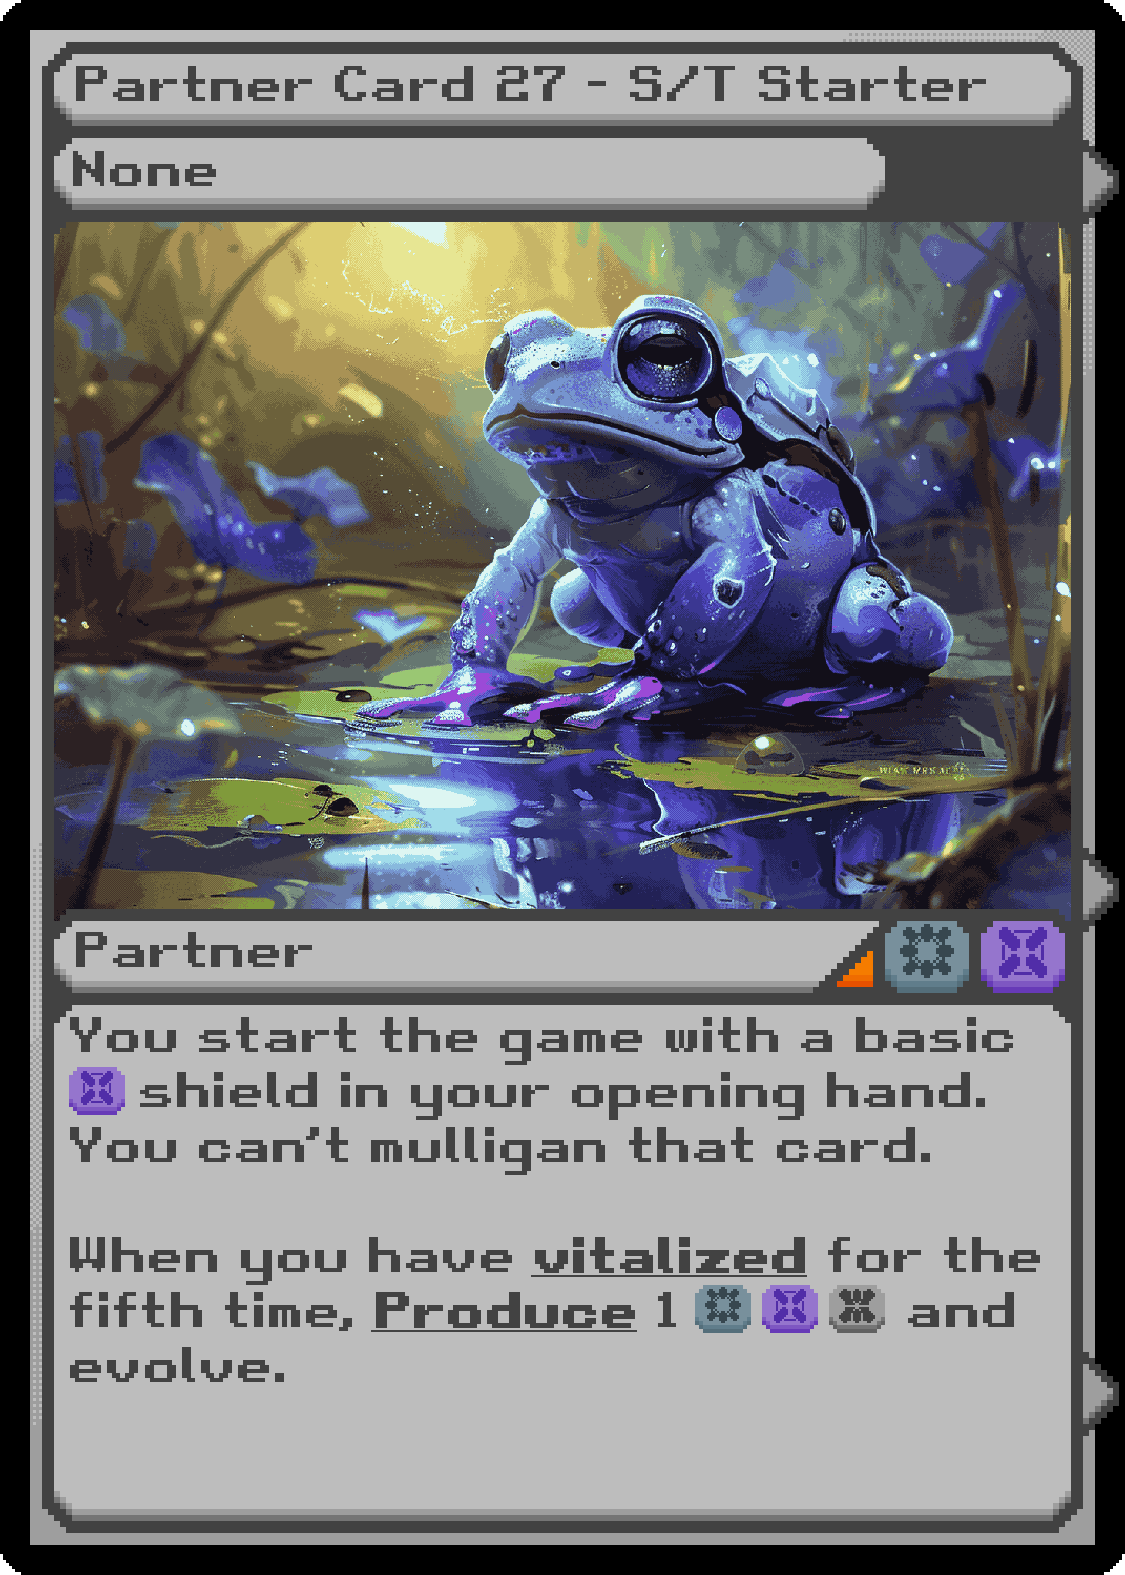 Partner Card 27 - S/T Starter
None
Partner
You start the game with a basic
shield in your opening hand.
You can't mulligan that card.
When you have vitalized for the
fifth time, Produce 1 and
evolve.